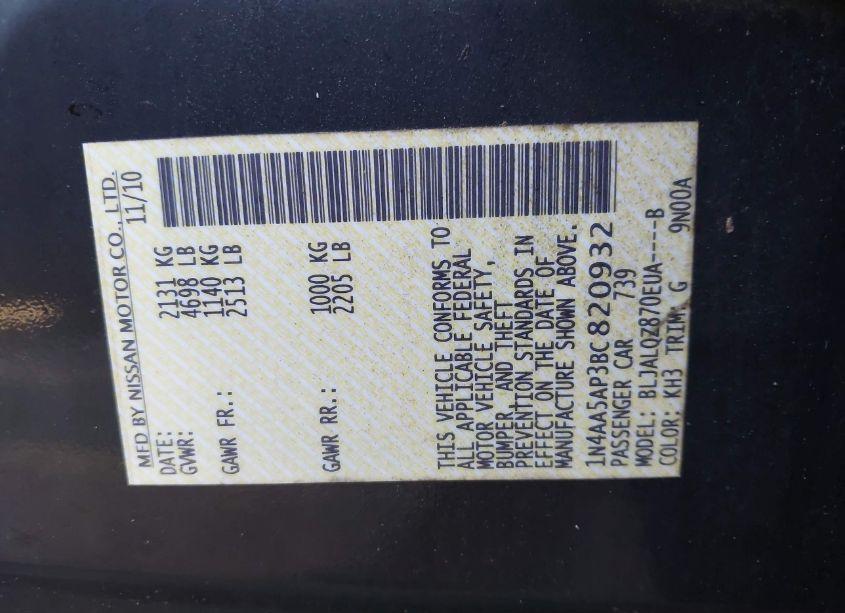 MFD BY NISSAN MOTOR CO., LTD.
DATE: 11/10
GVWR: 2131 KG
4698 LB
GAWR FR.: 1140 KG
2513 LB
GAWR RR.: 1000 KG
2205 LB
THIS VEHICLE CONFORMS TO
ALL APPLICABLE FEDERAL
MOTOR VEHICLE SAFETY,
BUMPER, AND THEFT
PREVENTION STANDARDS IN
EFFECT ON THE DATE OF
MANUFACTURE SHOWN ABOVE.
1N4AA5AP3BC820932
PASSENGER CAR 739
MODEL: BLJALQZ870EUA----B
COLOR: KH3 TRIM: G 9N00A